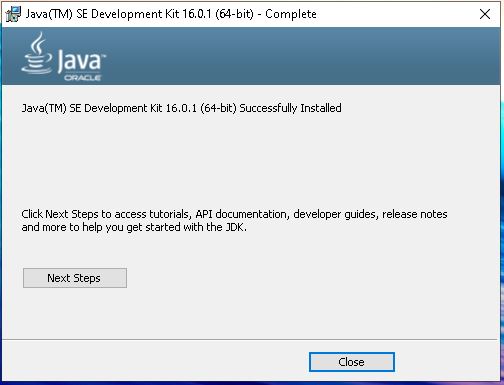 Java(TM) SE Development Kit 16.0.1 (64-bit) - Complete
Java™
ORACLE
Java(TM) SE Development Kit 16.0.1 (64-bit) Successfully Installed
Click Next Steps to access tutorials, API documentation, developer guides, release notes
and more to help you get started with the JDK.
Next Steps
Close